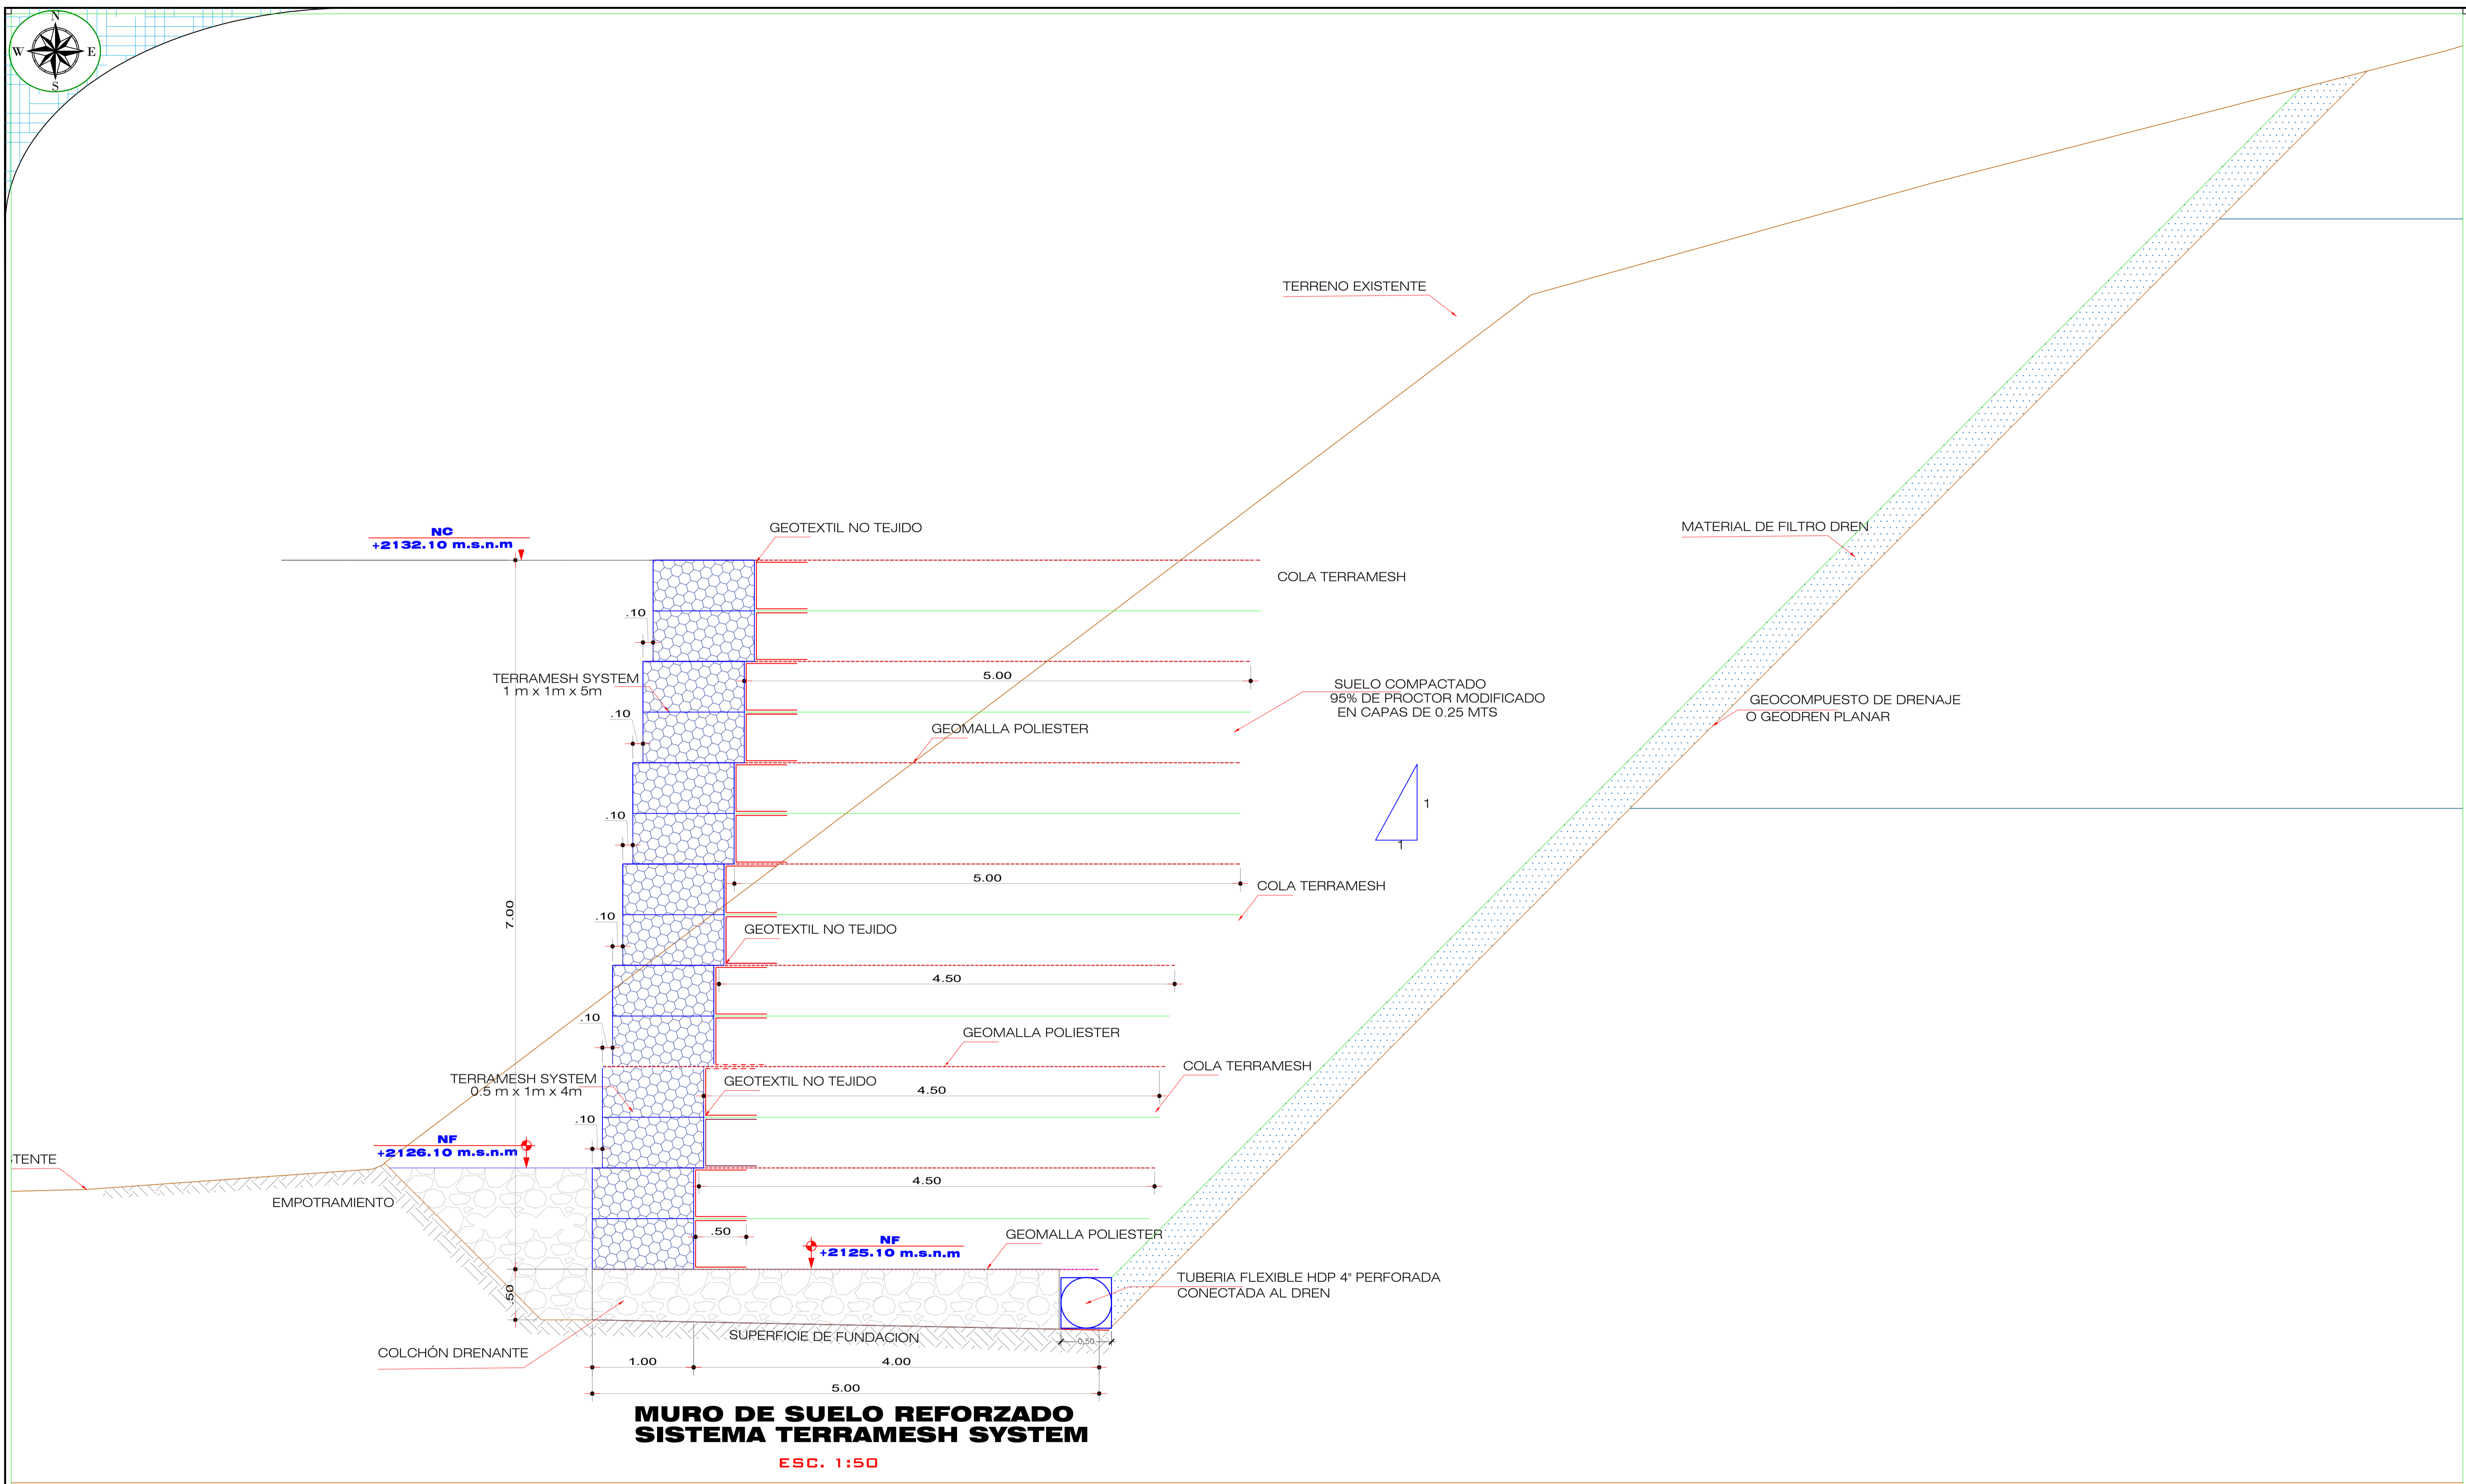 N
W E
S
TERRENO EXISTENTE
NC
+2132.10 m.s.n.m
GEOTEXTIL NO TEJIDO
MATERIAL DE FILTRO DREN
COLA TERRAMESH
.10
TERRAMESH SYSTEM
1 m x 1m x 5m
5.00
SUELO COMPACTADO
95% DE PROCTOR MODIFICADO
EN CAPAS DE 0.25 MTS
GEOCOMPUESTO DE DRENAJE
O GEODREN PLANAR
.10
GEOMALLA POLIESTER
1
1
.10
5.00
COLA TERRAMESH
7.00
.10
GEOTEXTIL NO TEJIDO
4.50
.10
GEOMALLA POLIESTER
COLA TERRAMESH
TERRAMESH SYSTEM
0.5 m x 1m x 4m
GEOTEXTIL NO TEJIDO
4.50
.10
NF
+2126.10 m.s.n.m
TENTE
EMPOTRAMIENTO
4.50
.50
NF
+2125.10 m.s.n.m
GEOMALLA POLIESTER
TUBERIA FLEXIBLE HDP 4" PERFORADA
CONECTADA AL DREN
.50
SUPERFICIE DE FUNDACION
0,50
COLCHÓN DRENANTE
1.00
4.00
5.00
MURO DE SUELO REFORZADO
SISTEMA TERRAMESH SYSTEM
ESC. 1:50